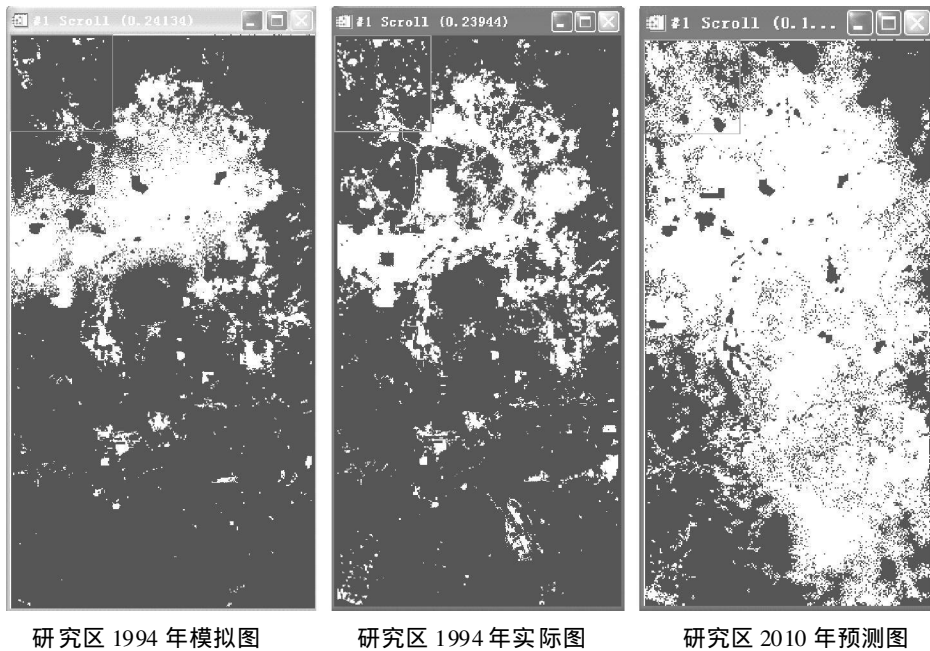 #1 Scroll (0.24134)
#1 Scroll (0.23944)
#1 Scroll (0.1...
研究区 1994 年模拟图
研究区 1994 年实际图
研究区 2010 年预测图